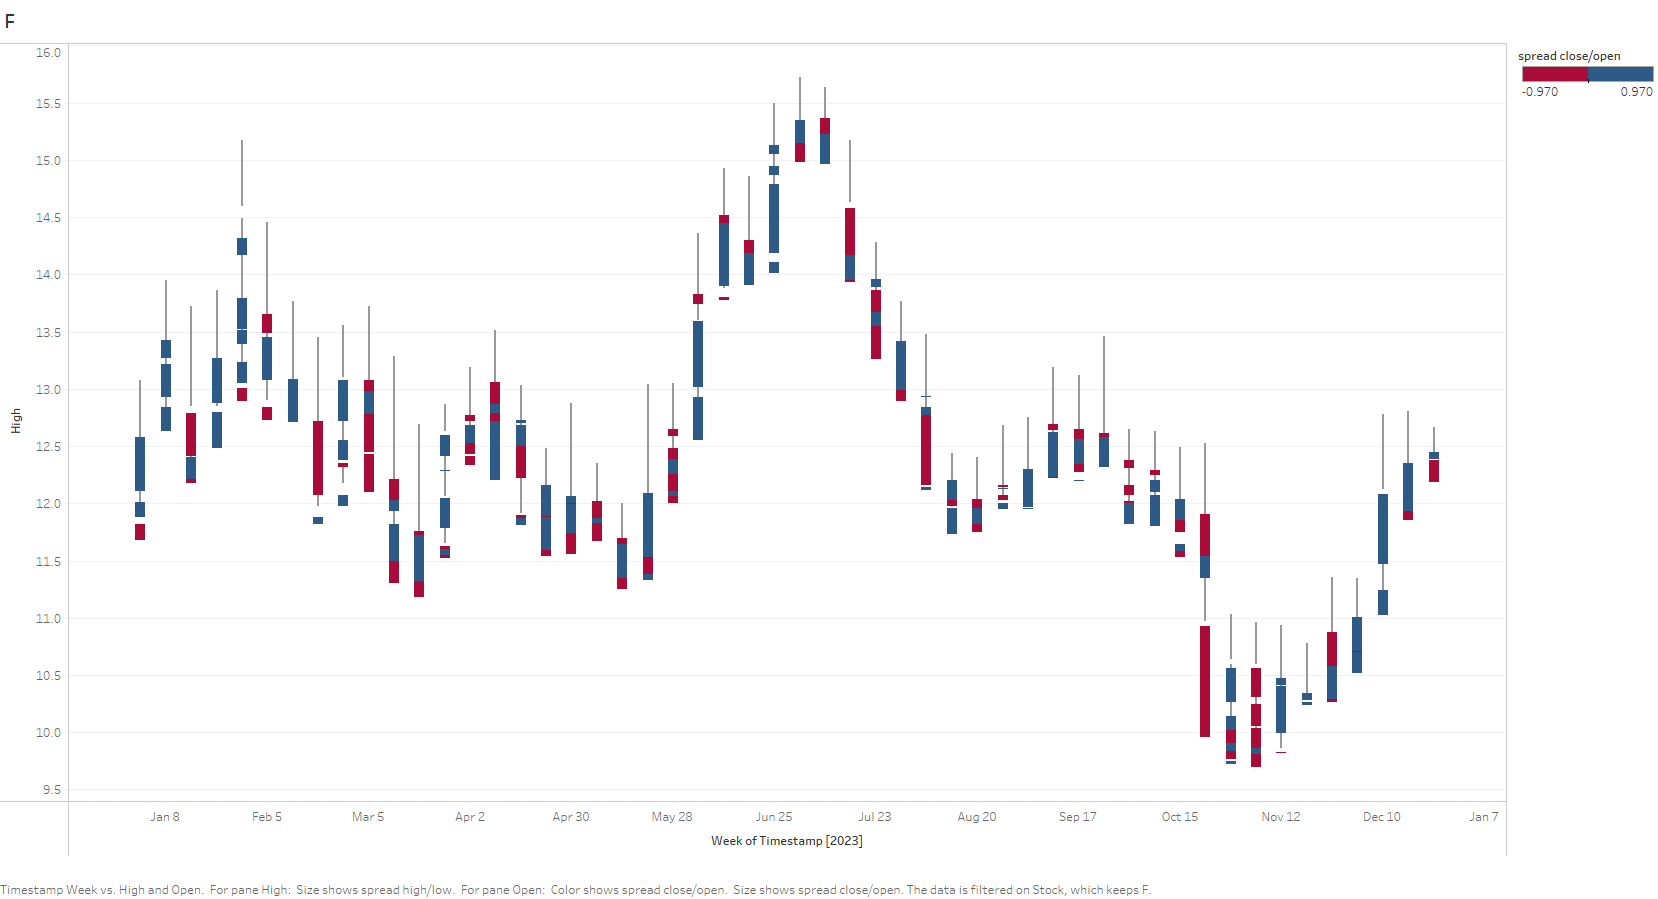 F
spread close/open
-0.970 0.970
High
16.0
15.5
15.0
14.5
14.0
13.5
13.0
12.5
12.0
11.5
11.0
10.5
10.0
9.5
Jan 8 Feb 5 Mar 5 Apr 2 Apr 30 May 28 Jun 25 Jul 23 Aug 20 Sep 17 Oct 15 Nov 12 Dec 10 Jan 7
Week of Timestamp [2023]
Timestamp Week vs. High and Open. For pane High: Size shows spread high/low. For pane Open: Color shows spread close/open. Size shows spread close/open. The data is filtered on Stock, which keeps F.